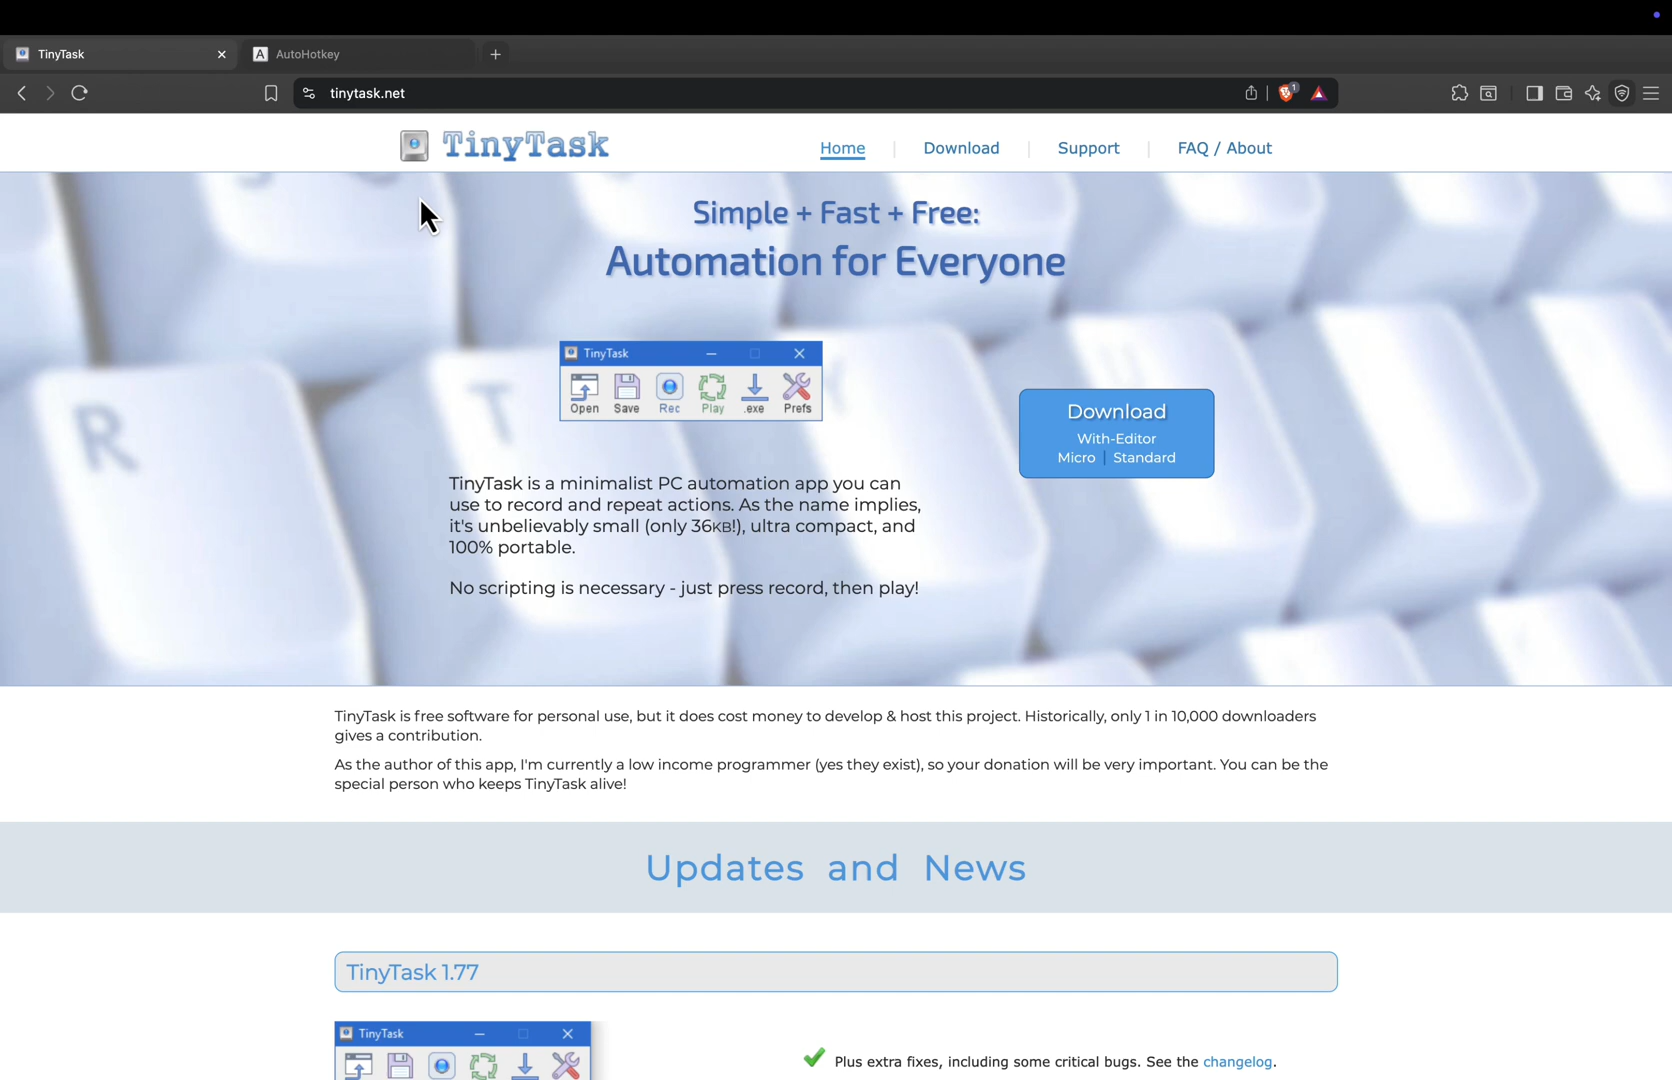 TinyTask
A AutoHotkey
tinytask.net
1
TinyTask
Home
Download
Support
FAQ / About
Simple + Fast + Free:
Automation for Everyone
TinyTask
Open Save Rec Play .exe Prefs
Download
With-Editor
Micro | Standard
TinyTask is a minimalist PC automation app you can
use to record and repeat actions. As the name implies,
it's unbelievably small (only 36KB!), ultra compact, and
100% portable.
No scripting is necessary - just press record, then play!
R
T
Y
U
TinyTask is free software for personal use, but it does cost money to develop & host this project. Historically, only 1 in 10,000 downloaders
gives a contribution.
As the author of this app, I'm currently a low income programmer (yes they exist), so your donation will be very important. You can be the
special person who keeps TinyTask alive!
Updates and News
TinyTask 1.77
TinyTask
Plus extra fixes, including some critical bugs. See the changelog.